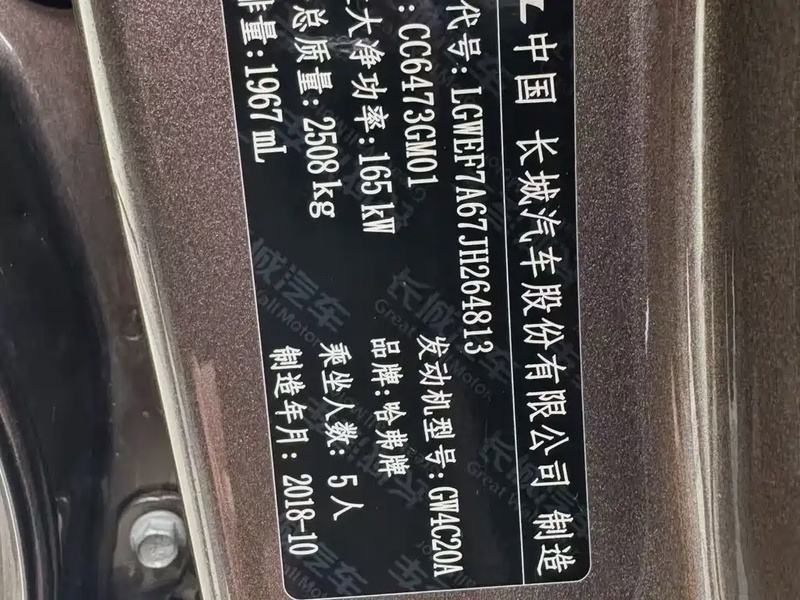 中国 长城汽车股份有限公司 制造
代号: LGWEF7A67JH264813
: CC6473GM01 发动机型号: GW4C20A
大净功率: 165 kW 品牌: 哈弗牌
总质量: 2508 kg 乘坐人数: 5 人
排量: 1967 mL 制造年月: 2018-10